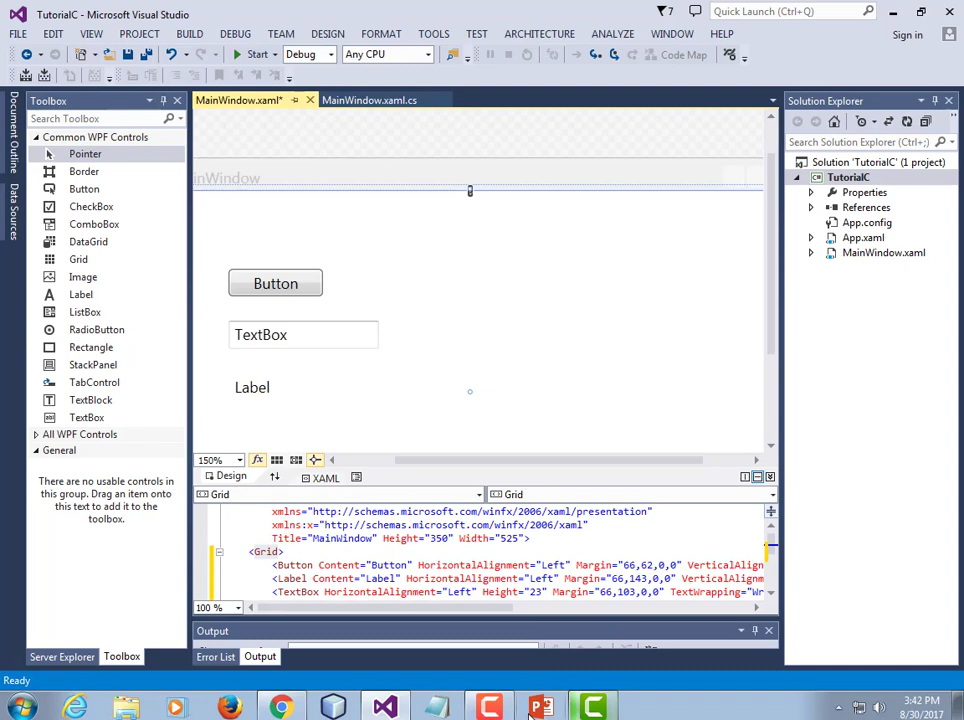 TutorialC - Microsoft Visual Studio
7
Quick Launch (Ctrl+Q)
FILE EDIT VIEW PROJECT BUILD DEBUG TEAM DESIGN FORMAT TOOLS TEST ARCHITECTURE ANALYZE WINDOW HELP
Sign in
Start Debug Any CPU Code Map
Document Outline
Data Sources
Toolbox
Search Toolbox
Common WPF Controls
Pointer
Border
Button
CheckBox
ComboBox
DataGrid
Grid
Image
Label
ListBox
RadioButton
Rectangle
StackPanel
TabControl
TextBlock
TextBox
All WPF Controls
General
There are no usable controls in
this group. Drag an item onto
this text to add it to the
toolbox.
Server Explorer Toolbox
MainWindow.xaml* MainWindow.xaml.cs
inWindow
Button
TextBox
Label
150%
Design XAML
Grid Grid
xmlns="http://schemas.microsoft.com/winfx/2006/xaml/presentation"
xmlns:x="http://schemas.microsoft.com/winfx/2006/xaml"
Title="MainWindow" Height="350" Width="525">
<Grid>
<Button Content="Button" HorizontalAlignment="Left" Margin="66,62,0,0" VerticalAlign
<Label Content="Label" HorizontalAlignment="Left" Margin="66,143,0,0" VerticalAlignm
<TextBox HorizontalAlignment="Left" Height="23" Margin="66,103,0,0" TextWrapping="Wr
100 %
Output
Error List Output
Solution Explorer
Search Solution Explorer (Ctrl+;)
Solution 'TutorialC' (1 project)
TutorialC
Properties
References
App.config
App.xaml
MainWindow.xaml
Ready
3:42 PM
8/30/2017